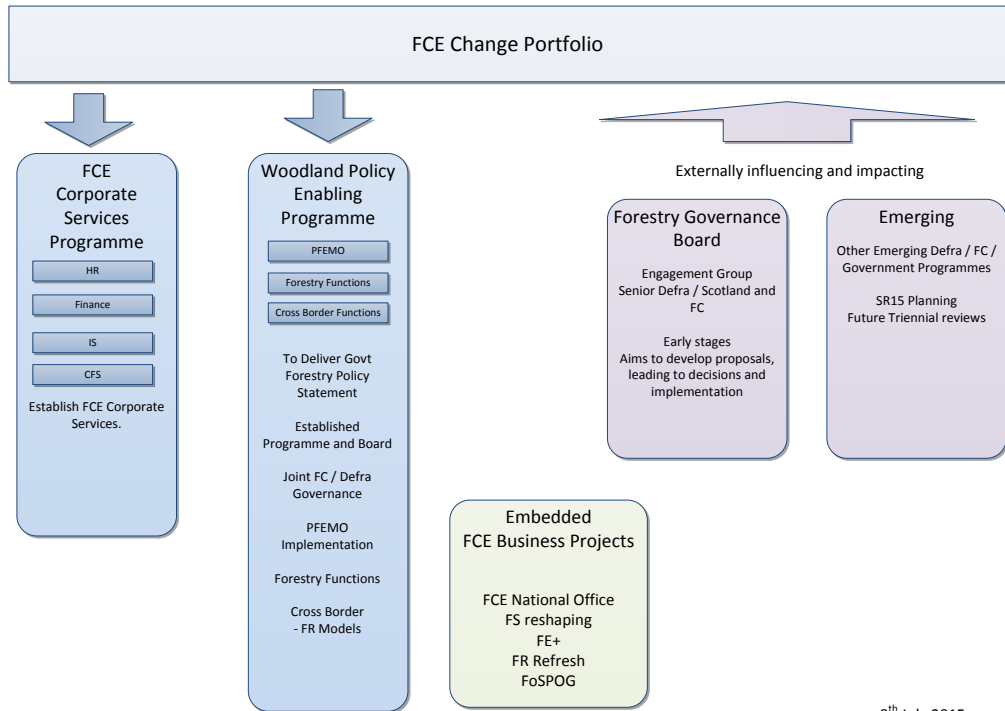 FCE Change Portfolio
FCE
Corporate
Services
Programme
HR
Finance
IS
CFS
Establish FCE Corporate
Services.
Woodland Policy
Enabling
Programme
PFEMO
Forestry Functions
Cross Border Functions
To Deliver Govt
Forestry Policy
Statement
Established
Programme and Board
Joint FC / Defra
Governance
PFEMO
Implementation
Forestry Functions
Cross Border
- FR Models
Embedded
FCE Business Projects
FCE National Office
FS reshaping
FE+
FR Refresh
FoSPOG
Externally influencing and impacting
Forestry Governance
Board
Engagement Group
Senior Defra / Scotland and
FC
Early stages
Aims to develop proposals,
leading to decisions and
implementation
Emerging
Other Emerging Defra / FC /
Government Programmes
SR15 Planning
Future Triennial reviews